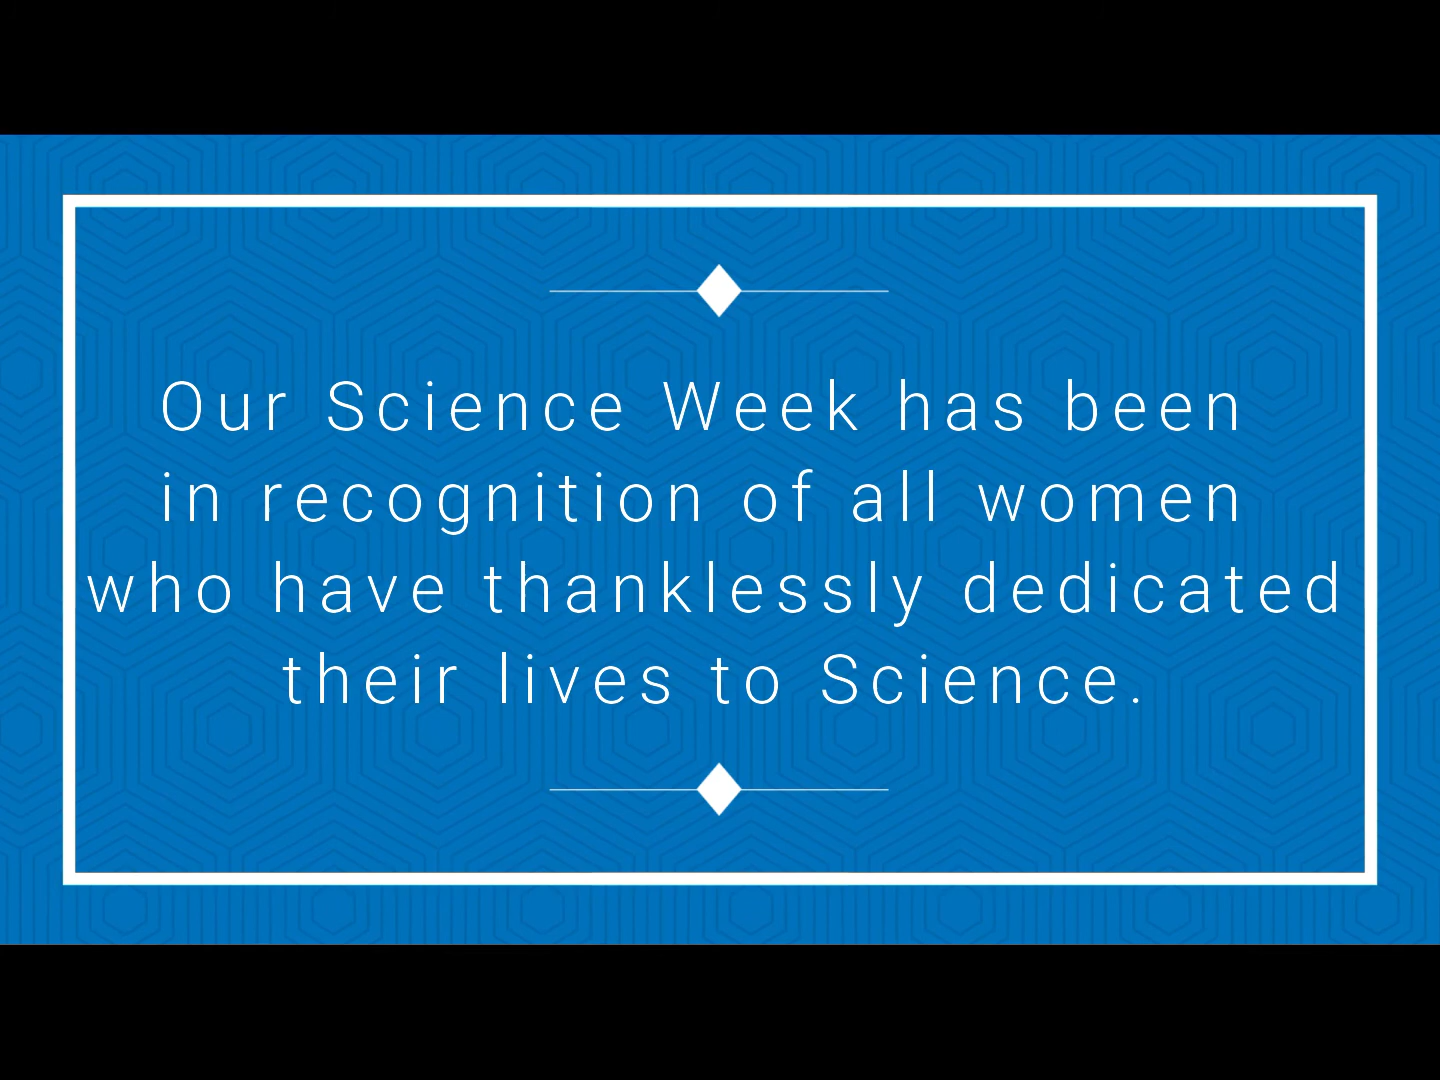 Our Science Week has been
in recognition of all women
who have thanklessly dedicated
their lives to Science.